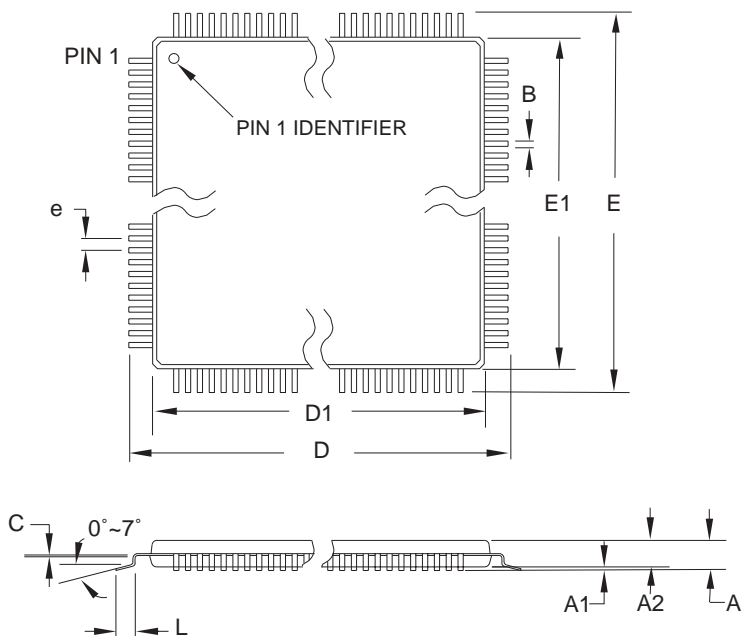 PIN 1
PIN 1 IDENTIFIER
B
e
E1
E
D1
D
C
0°~7°
L
A1
A2
A